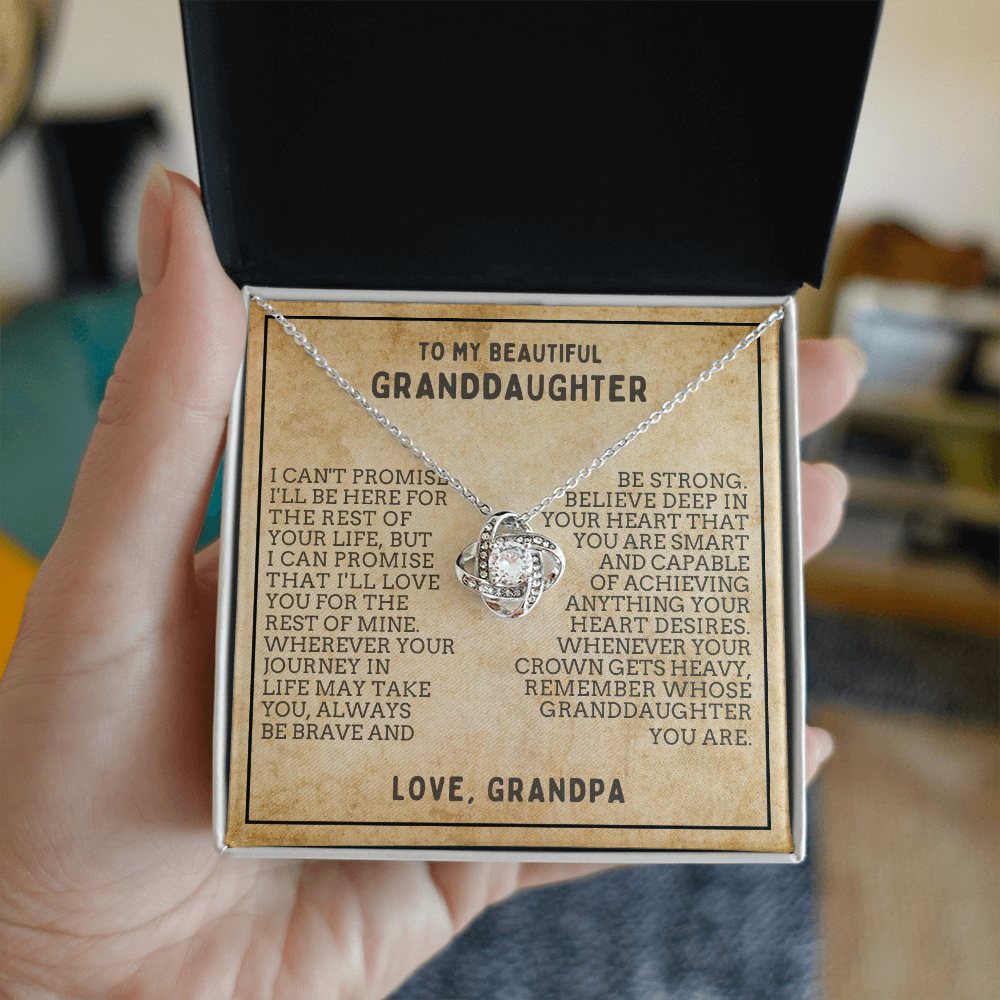 TO MY BEAUTIFUL
GRANDDAUGHTER
I CAN'T PROMISE
I'LL BE HERE FOR
THE REST OF
YOUR LIFE, BUT
I CAN PROMISE
THAT I'LL LOVE
YOU FOR THE
REST OF MINE.
WHEREVER YOUR
JOURNEY IN
LIFE MAY TAKE
YOU, ALWAYS
BE BRAVE AND
BE STRONG.
BELIEVE DEEP IN
YOUR HEART THAT
YOU ARE SMART
AND CAPABLE
OF ACHIEVING
ANYTHING YOUR
HEART DESIRES.
WHENEVER YOUR
CROWN GETS HEAVY,
REMEMBER WHOSE
GRANDDAUGHTER
YOU ARE.
LOVE, GRANDPA